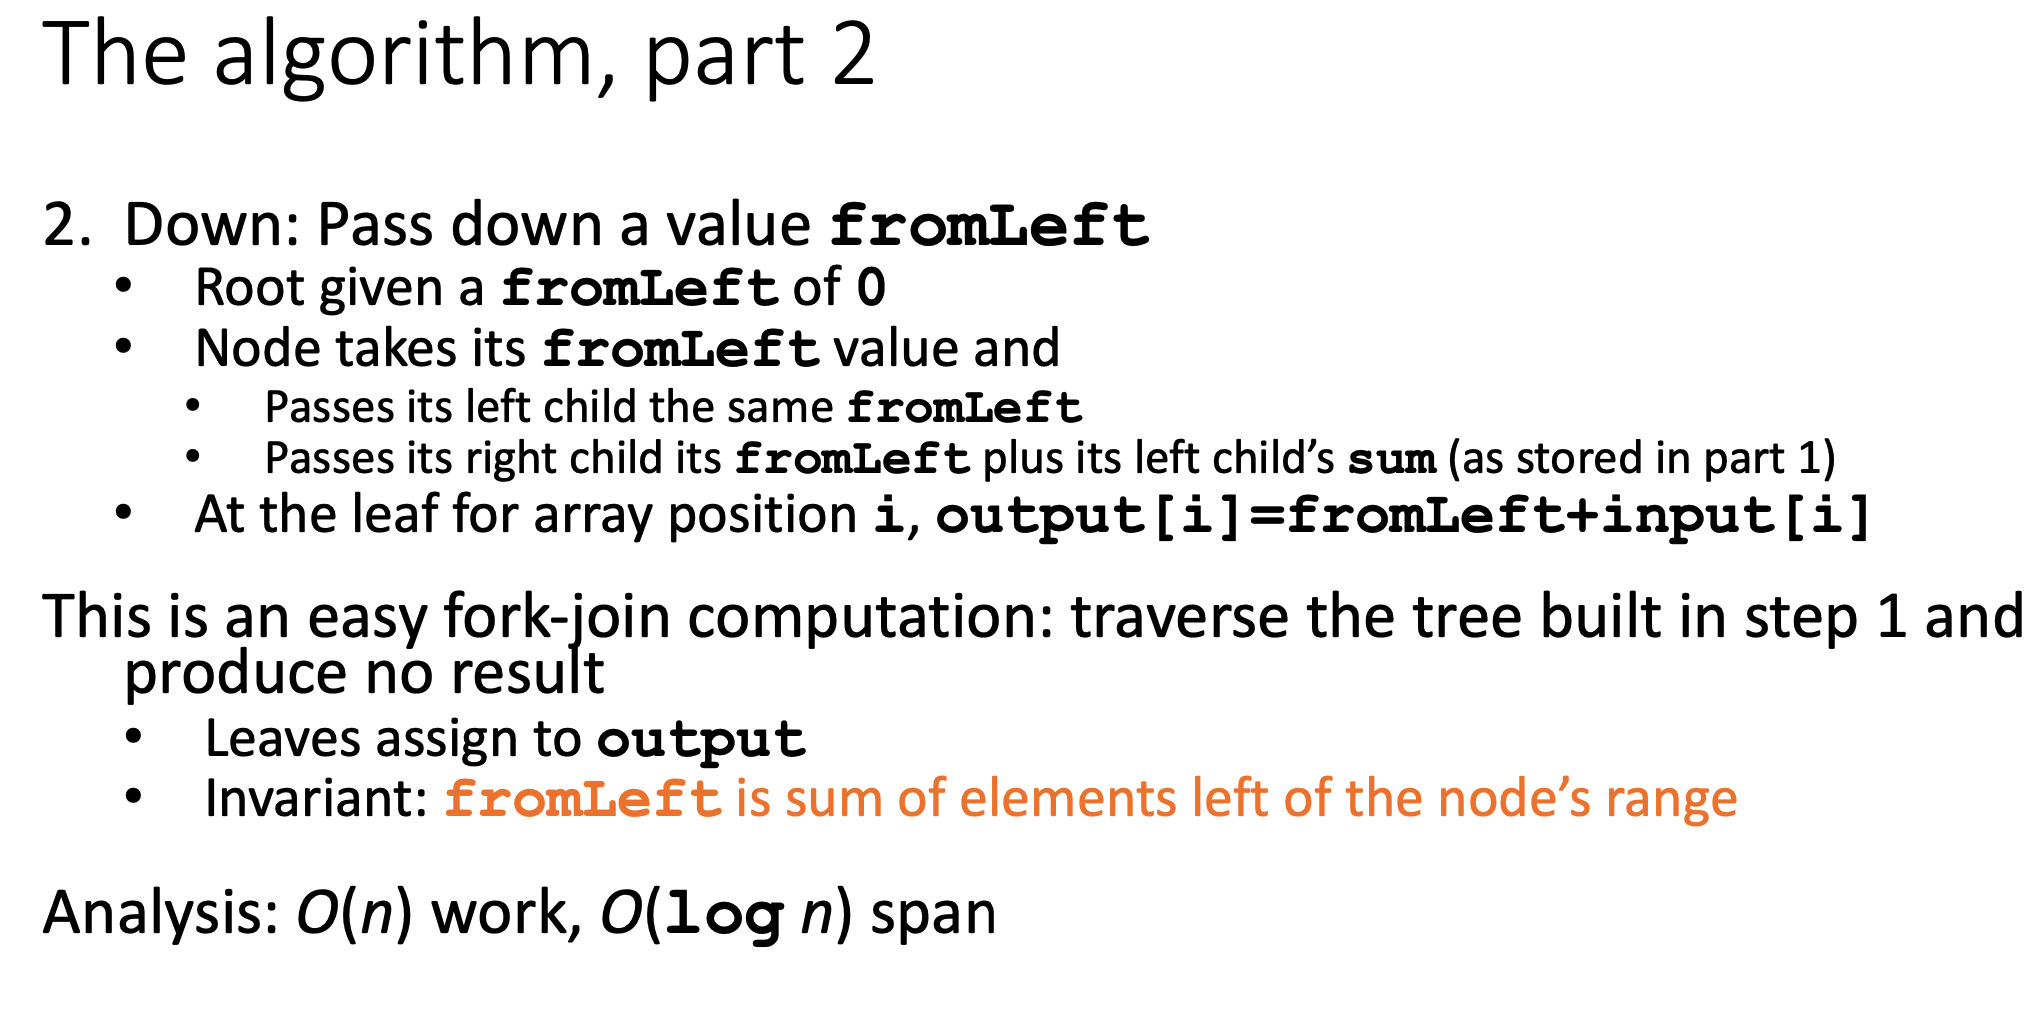 The algorithm, part 2
2. Down: Pass down a value fromLeft
• Root given a fromLeft of 0
• Node takes its fromLeft value and
• Passes its left child the same fromLeft
• Passes its right child its fromLeft plus its left child’s sum (as stored in part 1)
• At the leaf for array position i, output[i]=fromLeft+input[i]
This is an easy fork-join computation: traverse the tree built in step 1 and
produce no result
• Leaves assign to output
• Invariant: fromLeft is sum of elements left of the node’s range
Analysis: O(n) work, O(log n) span